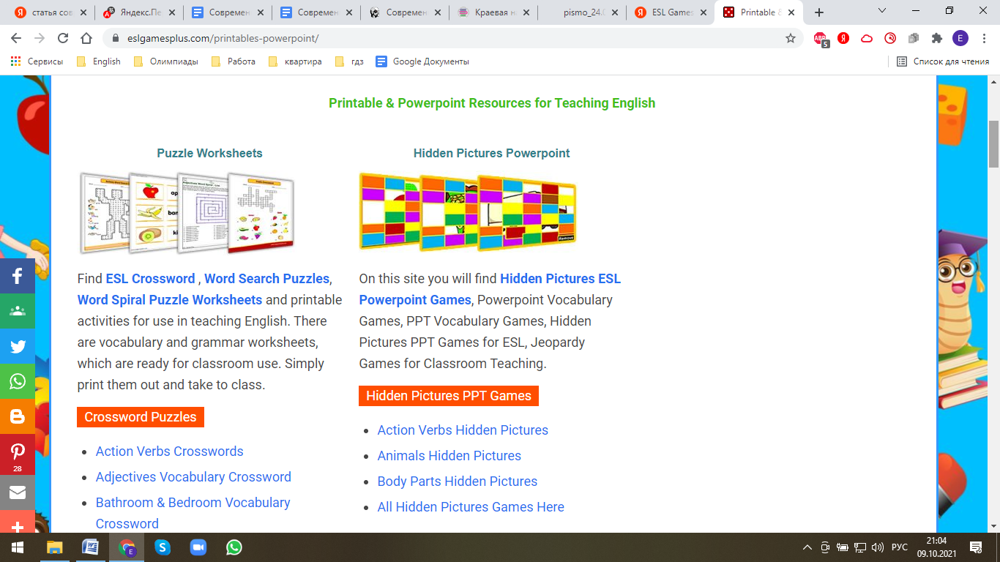 статья сов
Яндекс.Пе
Современ
Современ
Современ
Краевая н
pismo_24.0
ESL Games
Printable &
eslgamesplus.com/printables-powerpoint/
ABP
5
E
Сервисы
English
Олимпиады
Работа
квартира
гдз
Google Документы
Список для чтения
Printable & Powerpoint Resources for Teaching English
Puzzle Worksheets
Find ESL Crossword , Word Search Puzzles,
Word Spiral Puzzle Worksheets and printable
activities for use in teaching English. There
are vocabulary and grammar worksheets,
which are ready for classroom use. Simply
print them out and take to class.
Crossword Puzzles
Action Verbs Crosswords
Adjectives Vocabulary Crossword
Bathroom & Bedroom Vocabulary
Crossword
Hidden Pictures Powerpoint
Remove
On this site you will find Hidden Pictures ESL
Powerpoint Games, Powerpoint Vocabulary
Games, PPT Vocabulary Games, Hidden
Pictures PPT Games for ESL, Jeopardy
Games for Classroom Teaching.
Hidden Pictures PPT Games
Action Verbs Hidden Pictures
Animals Hidden Pictures
Body Parts Hidden Pictures
All Hidden Pictures Games Here
28
РУС
21:04
09.10.2021